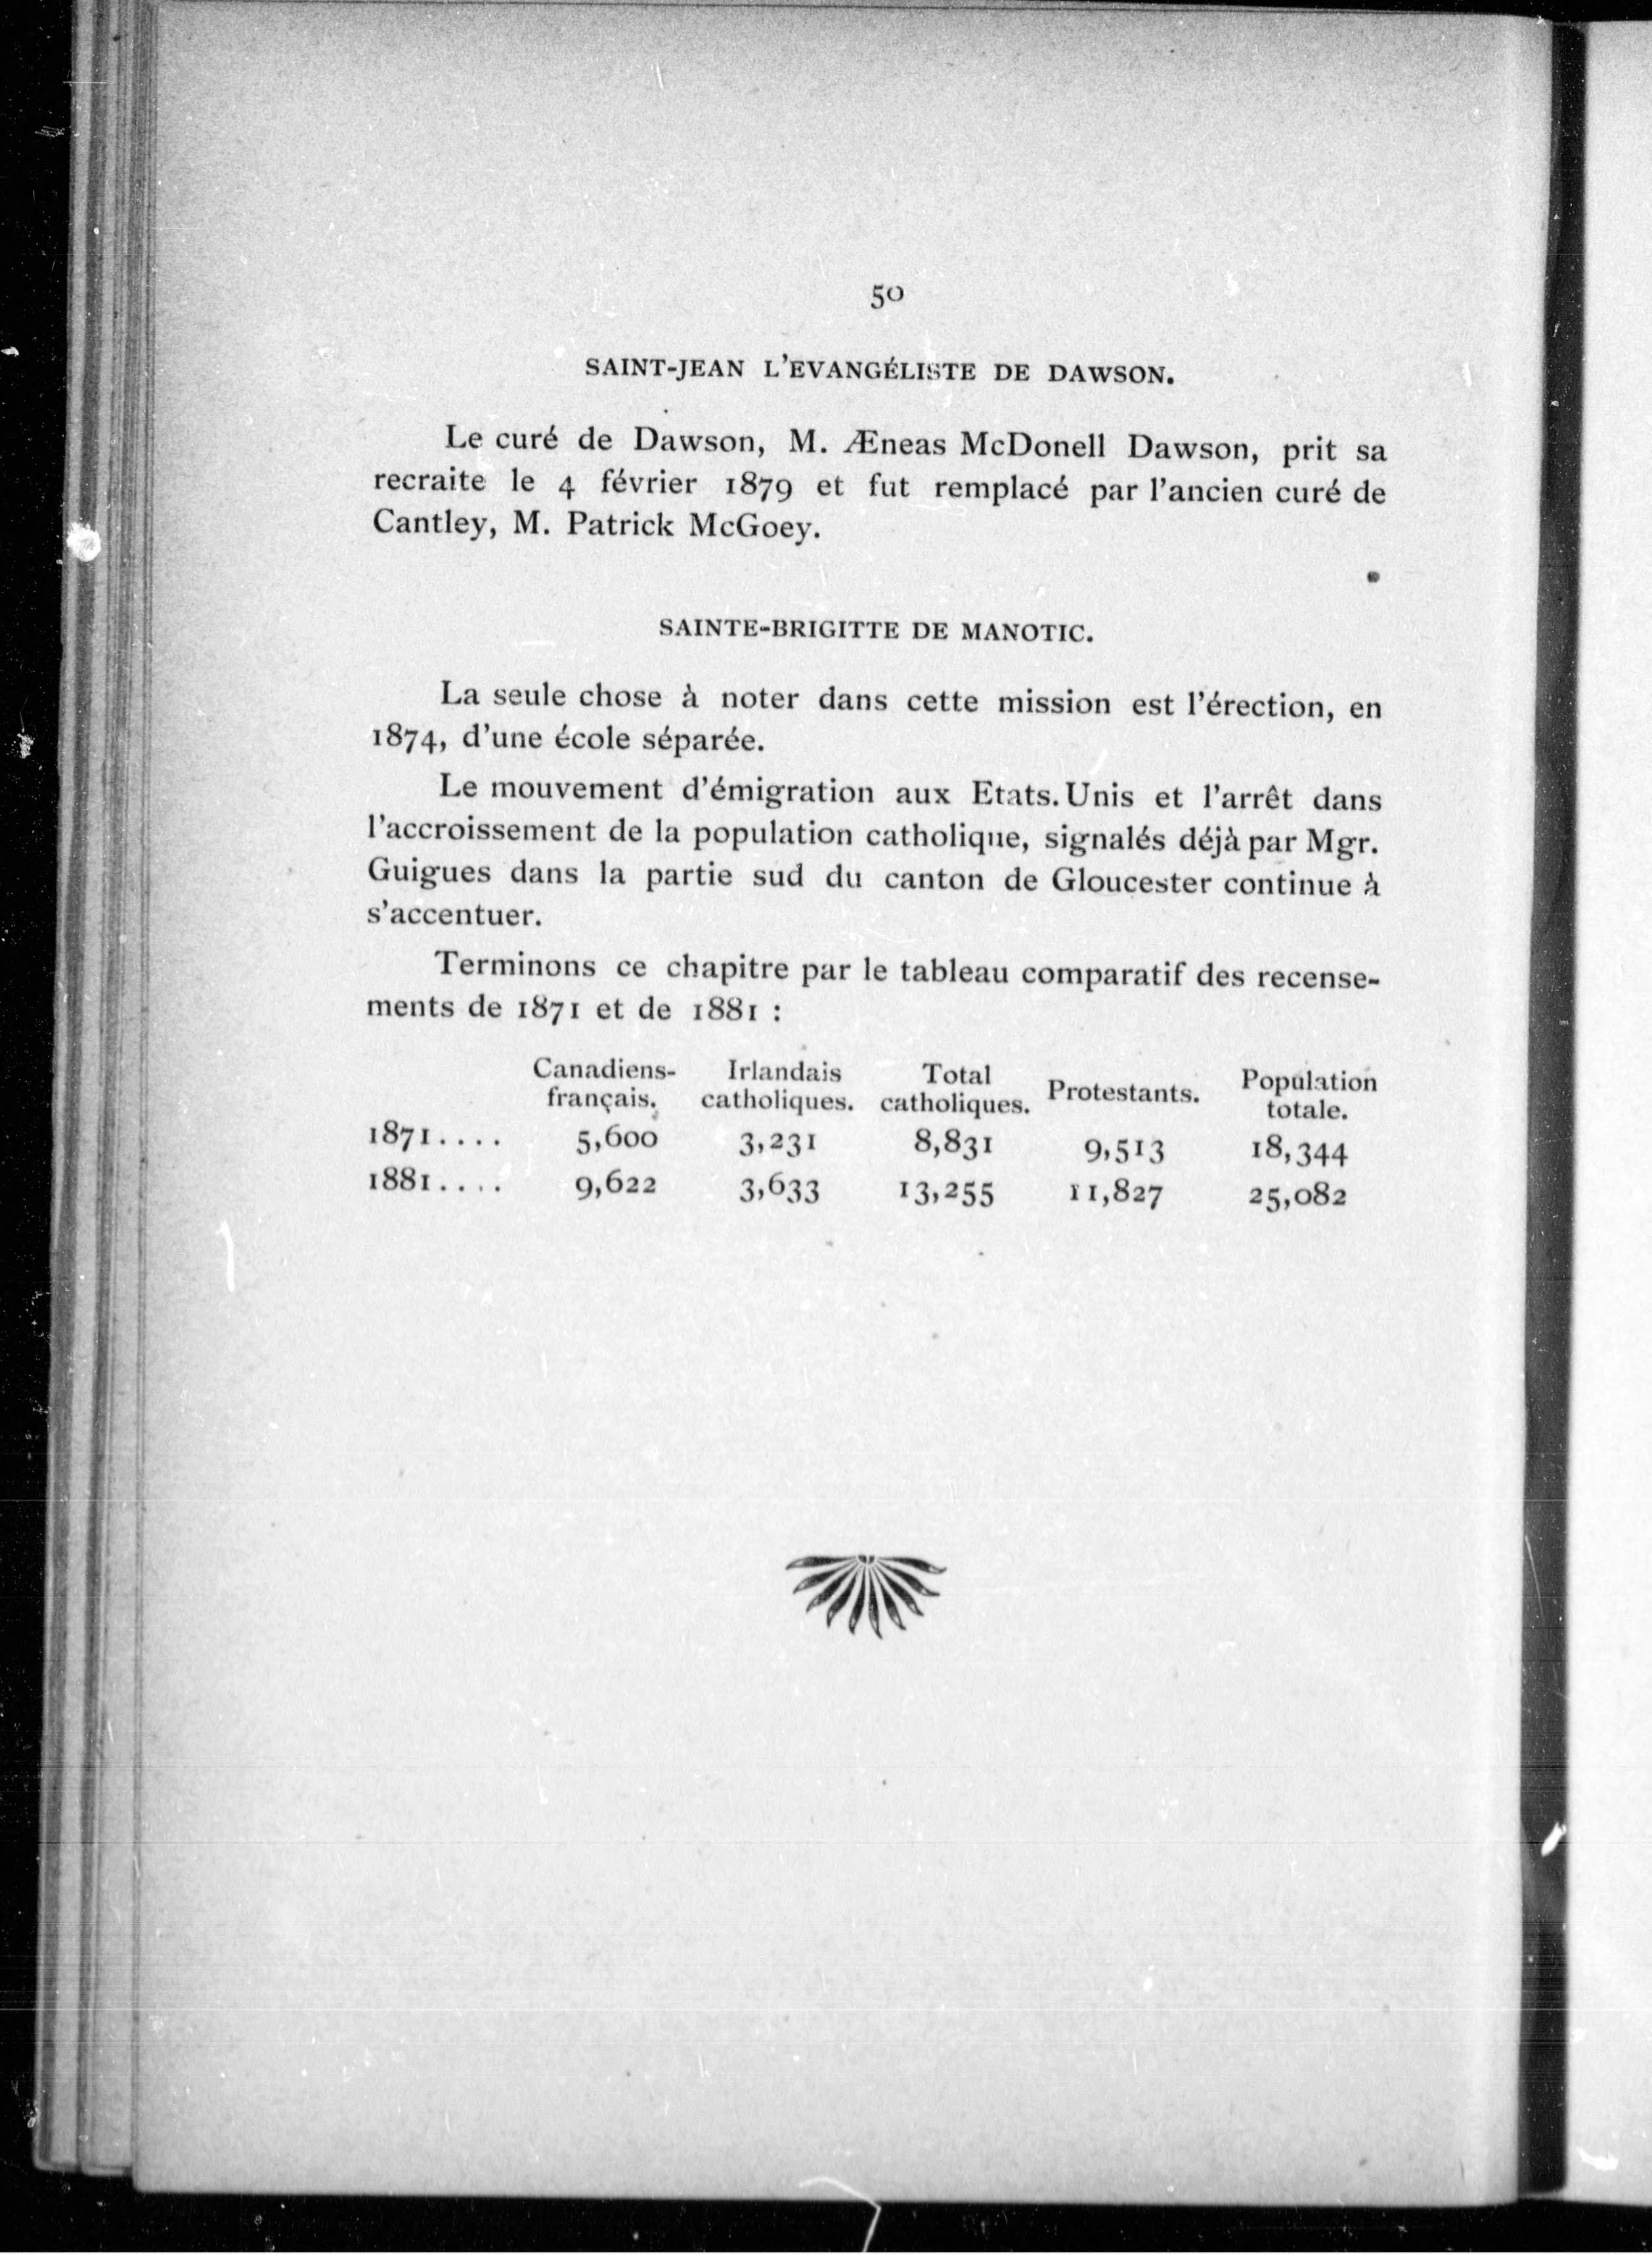 50
SAINT-JEAN L'EVANGÉLISTE DE DAWSON.
Le curé de Dawson, M. Æneas McDonell Dawson, prit sa
recraite le 4 février 1879 et fut remplacé par l'ancien curé de
Cantley, M. Patrick McGoey.
SAINTE-BRIGITTE DE MANOTIC.
La seule chose à noter dans cette mission est l'érection, en
1874, d'une école séparée.
Le mouvement d'émigration aux Etats.Unis et l'arrêt dans
l'accroissement de la population catholique, signalés déjà par Mgr.
Guigues dans la partie sud du canton de Gloucester continue à
s'accentuer.
Terminons ce chapitre par le tableau comparatif des recense-
ments de 1871 et de 1881 :
Canadiens- Irlandais Total Protestants. Population
français. catholiques. catholiques. totale.
1871.... 5,600 3,231 8,831 9,513 18,344
1881.... 9,622 3,633 13,255 11,827 25,082